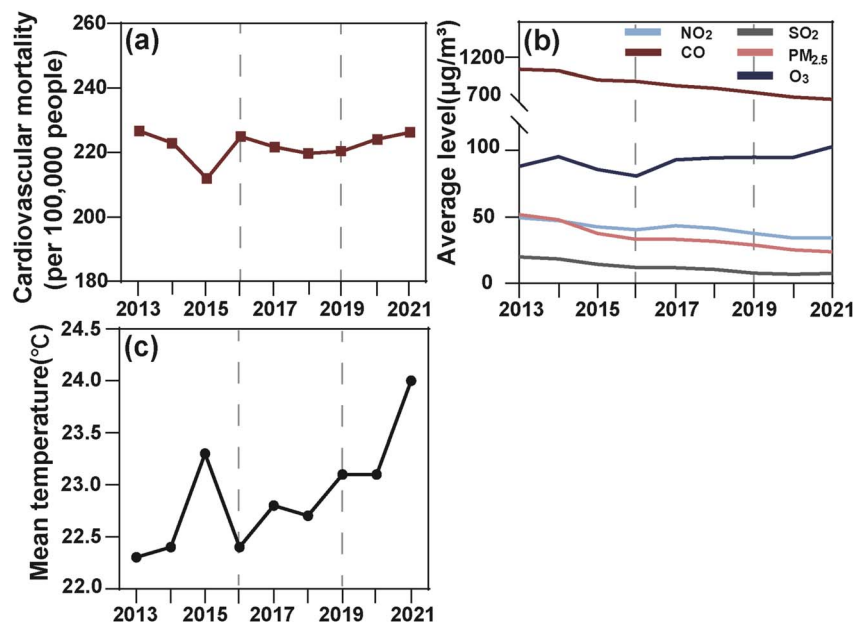 (a)
Cardiovascular mortality
(per 100,000 people)
260
240
220
200
180
2013 2015 2017 2019 2021
(b)
NO₂ SO₂
CO PM₂.₅
O₃
Average level(μg/m³)
1200
700
100
50
0
2013 2015 2017 2019 2021
(c)
Mean temperature(°C)
24.5
24.0
23.5
23.0
22.5
22.0
2013 2015 2017 2019 2021